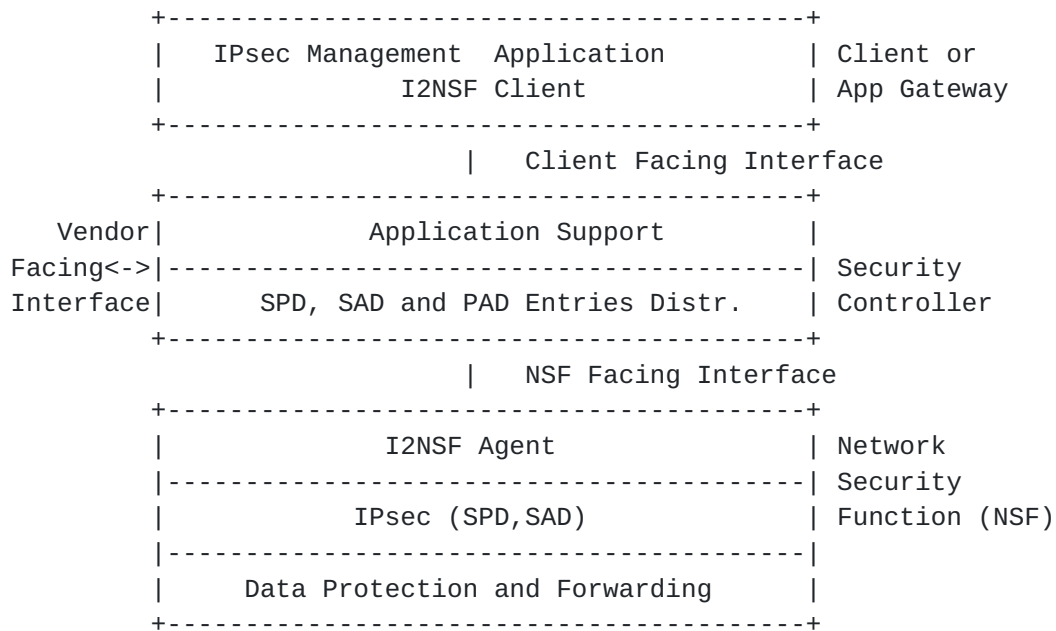 +-----------------------------------------+
|   IPsec Management  Application         | Client or
|               I2NSF Client              | App Gateway
+-----------------------------------------+
                    |   Client Facing Interface
+-----------------------------------------+
Vendor|             Application Support         |
Facing<->|-----------------------------------------| Security
Interface|      SPD, SAD and PAD Entries Distr.    | Controller
+-----------------------------------------+
                    |   NSF Facing Interface
+-----------------------------------------+
|              I2NSF Agent                | Network
|-----------------------------------------| Security
|            IPsec (SPD,SAD)              | Function (NSF)
|-----------------------------------------|
|     Data Protection and Forwarding      |
+-----------------------------------------+